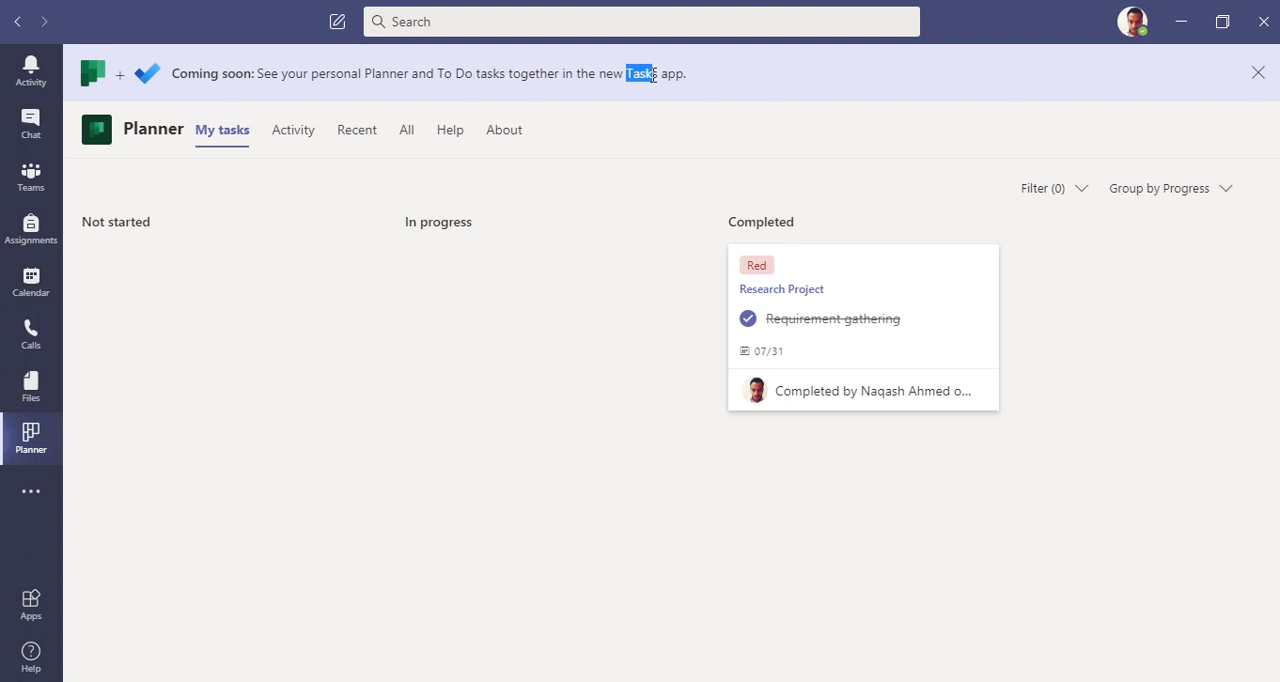 Search
Activity
Chat
Teams
Assignments
Calendar
Calls
Files
Planner
Apps
Help
+ Coming soon: See your personal Planner and To Do tasks together in the new Tasks app.
Planner My tasks Activity Recent All Help About
Filter (0) Group by Progress
Not started In progress Completed
Red
Research Project
Requirement gathering
07/31
Completed by Naqash Ahmed o...